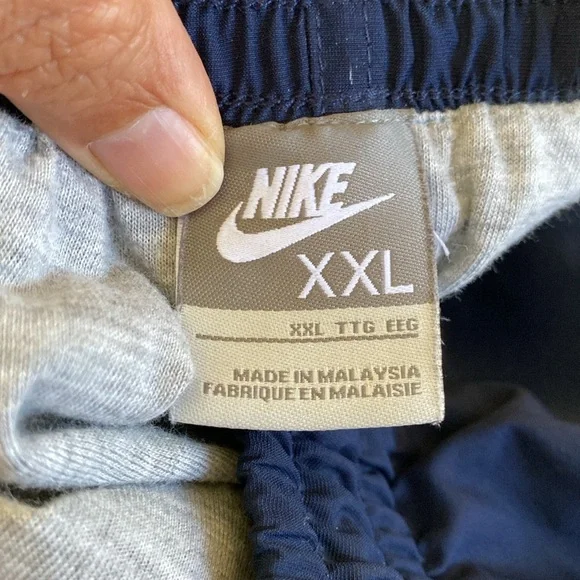 NIKE
XXL
XXL TTG EEG
MADE IN MALAYSIA
FABRIQUE EN MALAISIE